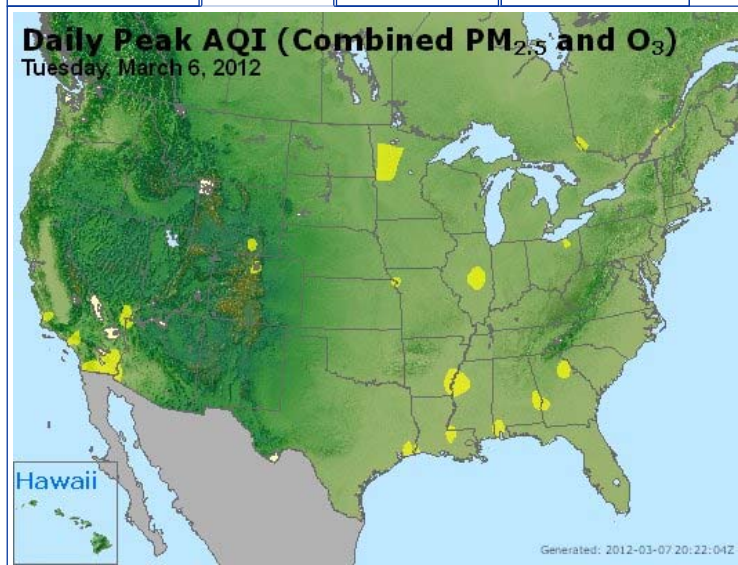 Daily Peak AQI (Combined PM2.5 and O3)
Tuesday, March 6, 2012
Hawaii
Generated: 2012-03-07 20:22:04Z